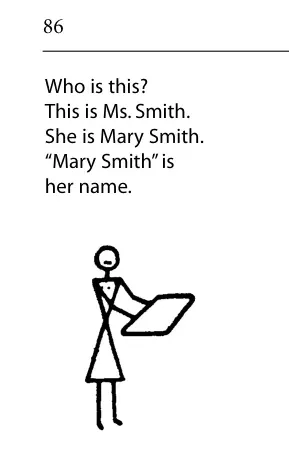 86
Who is this?
This is Ms. Smith.
She is Mary Smith.
“Mary Smith” is
her name.